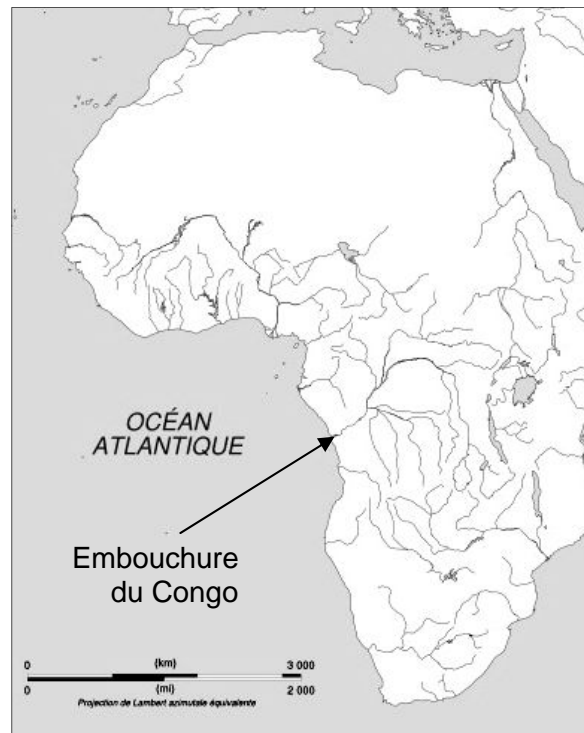 OCÉAN
ATLANTIQUE
Embouchure
du Congo
0 (km) 3 000
0 (mi) 2 000
Projection de Lambert azimutale équivalente